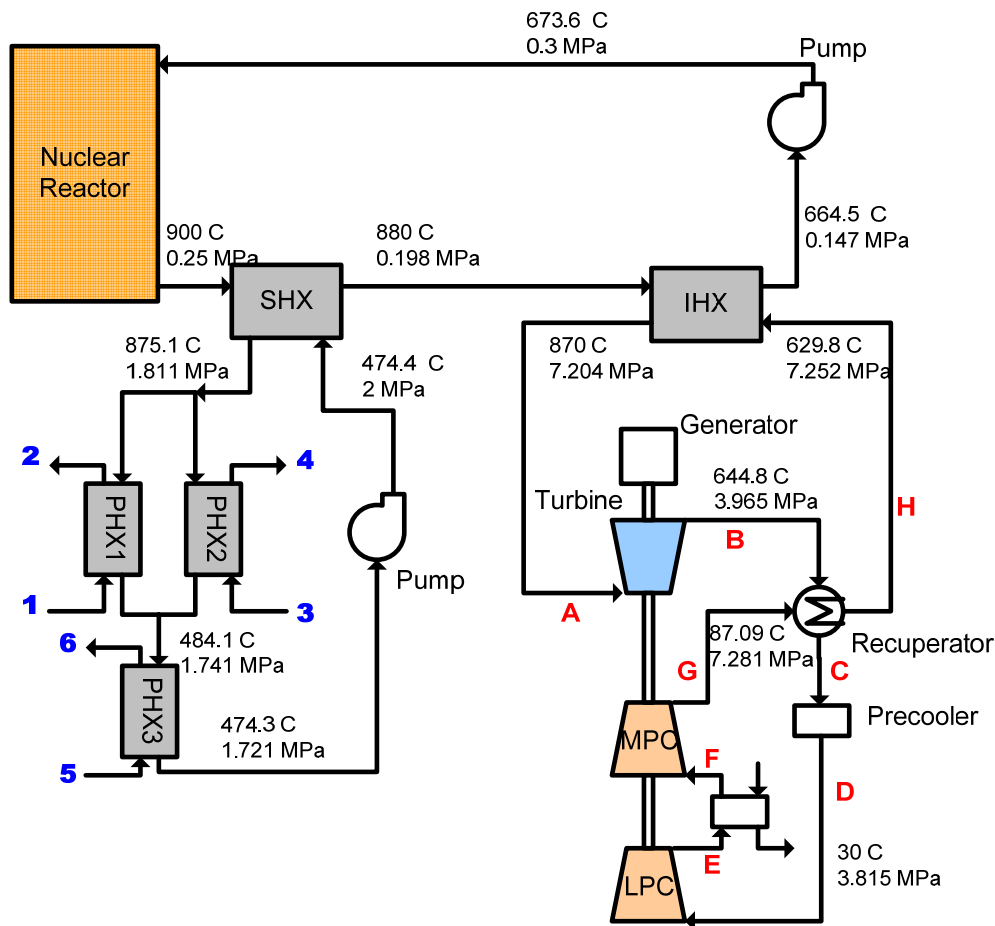 673.6 C
0.3 MPa
Pump
Nuclear
Reactor
900 C
0.25 MPa
880 C
0.198 MPa
664.5 C
0.147 MPa
SHX
IHX
875.1 C
1.811 MPa
474.4 C
2 MPa
870 C
7.204 MPa
629.8 C
7.252 MPa
Generator
2
4
644.8 C
3.965 MPa
Turbine
H
B
PHX1
PHX2
Pump
1
3
A
6
484.1 C
1.741 MPa
87.09 C
7.281 MPa
Recuperator
G
C
PHX3
474.3 C
1.721 MPa
Precooler
MPC
F
5
D
E
LPC
30 C
3.815 MPa